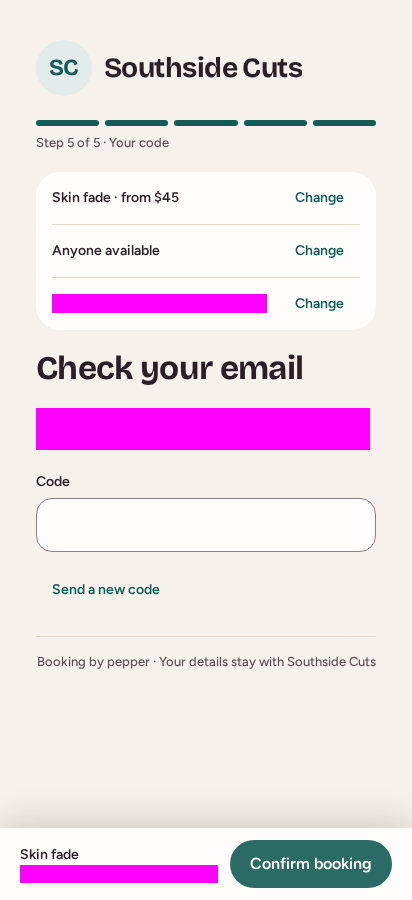 SC
Southside Cuts
Step 5 of 5 · Your code
Skin fade · from $45
Change
Anyone available
Change
Change
Check your email
Code
Send a new code
Booking by pepper · Your details stay with Southside Cuts
Skin fade
Confirm booking